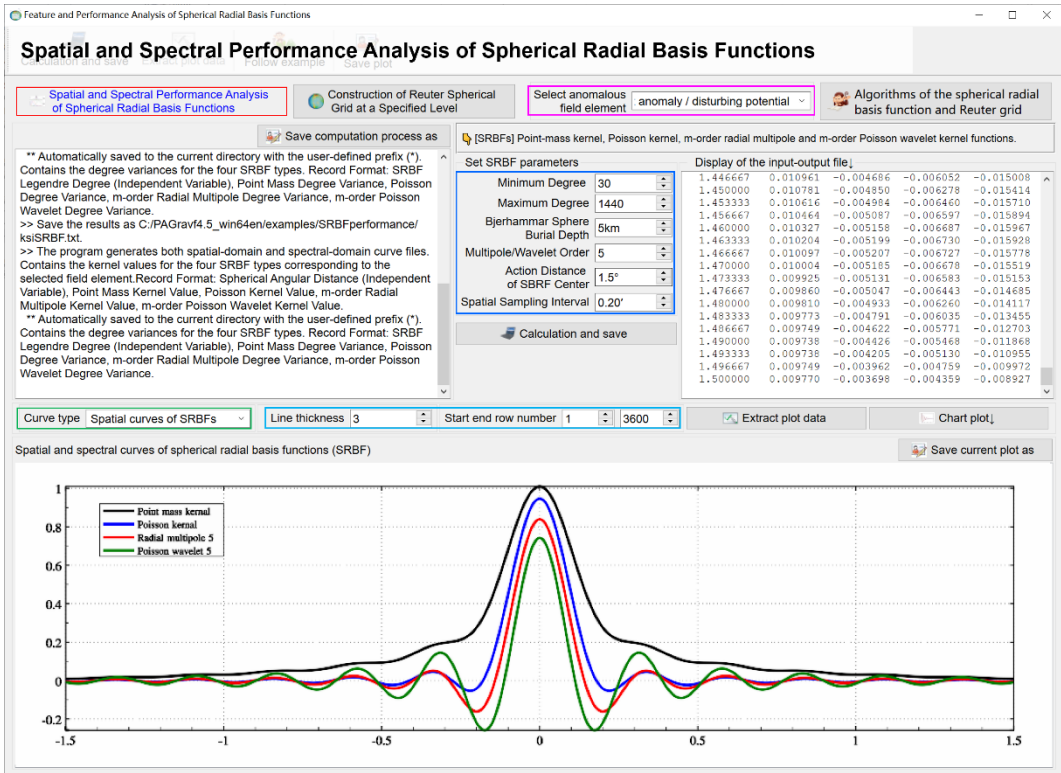 Feature and Performance Analysis of Spherical Radial Basis Functions
Spatial and Spectral Performance Analysis of Spherical Radial Basis Functions
Calculation and save Extract plot data Follow example Save plot
Spatial and Spectral Performance Analysis
of Spherical Radial Basis Functions
Construction of Reuter Spherical
Grid at a Specified Level
Select anomalous
field element
anomaly / disturbing potential
Algorithms of the spherical radial
basis function and Reuter grid
Save computation process as
[SRBFs] Point-mass kernel, Poisson kernel, m-order radial multipole and m-order Poisson wavelet kernel functions.
** Automatically saved to the current directory with the user-defined prefix (*).
Contains the degree variances for the four SRBF types. Record Format: SRBF
Legendre Degree (Independent Variable), Point Mass Degree Variance, Poisson
Degree Variance, m-order Radial Multipole Degree Variance, m-order Poisson
Wavelet Degree Variance.
>> Save the results as C:/PAGravf4.5_win64en/examples/SRBFperformance/
ksiSRBF.txt.
>> The program generates both spatial-domain and spectral-domain curve files.
Contains the kernel values for the four SRBF types corresponding to the
selected field element.Record Format: Spherical Angular Distance (Independent
Variable), Point Mass Kernel Value, Poisson Kernel Value, m-order Radial
Multipole Kernel Value, m-order Poisson Wavelet Kernel Value.
** Automatically saved to the current directory with the user-defined prefix (*).
Contains the degree variances for the four SRBF types. Record Format: SRBF
Legendre Degree (Independent Variable), Point Mass Degree Variance, Poisson
Degree Variance, m-order Radial Multipole Degree Variance, m-order Poisson
Wavelet Degree Variance.
Set SRBF parameters
Minimum Degree 30
Maximum Degree 1440
Bjerhammar Sphere
Burial Depth 5km
Multipole/Wavelet Order 5
Action Distance
of SBRF Center 1.5°
Spatial Sampling Interval 0.20′
Calculation and save
Display of the input-output file↓
1.446667 0.010961 -0.004686 -0.006052 -0.015008
1.450000 0.010781 -0.004850 -0.006278 -0.015414
1.453333 0.010616 -0.004984 -0.006460 -0.015710
1.456667 0.010464 -0.005087 -0.006597 -0.015894
1.460000 0.010327 -0.005158 -0.006687 -0.015967
1.463333 0.010204 -0.005199 -0.006730 -0.015928
1.466667 0.010097 -0.005207 -0.006727 -0.015778
1.470000 0.010004 -0.005185 -0.006678 -0.015519
1.473333 0.009925 -0.005131 -0.006583 -0.015153
1.476667 0.009860 -0.005047 -0.006443 -0.014685
1.480000 0.009810 -0.004933 -0.006260 -0.014117
1.483333 0.009773 -0.004791 -0.006035 -0.013455
1.486667 0.009749 -0.004622 -0.005771 -0.012703
1.490000 0.009738 -0.004426 -0.005468 -0.011868
1.493333 0.009738 -0.004205 -0.005130 -0.010955
1.496667 0.009749 -0.003962 -0.004759 -0.009972
1.500000 0.009770 -0.003698 -0.004359 -0.008927
Curve type Spatial curves of SRBFs
Line thickness 3
Start end row number 1 3600
Extract plot data
Chart plot↓
Spatial and spectral curves of spherical radial basis functions (SRBF)
Save current plot as
Point mass kernal
Poisson kernal
Radial multipole 5
Poisson wavelet 5
1
0.8
0.6
0.4
0.2
0
-0.2
-1.5 -1 -0.5 0 0.5 1 1.5